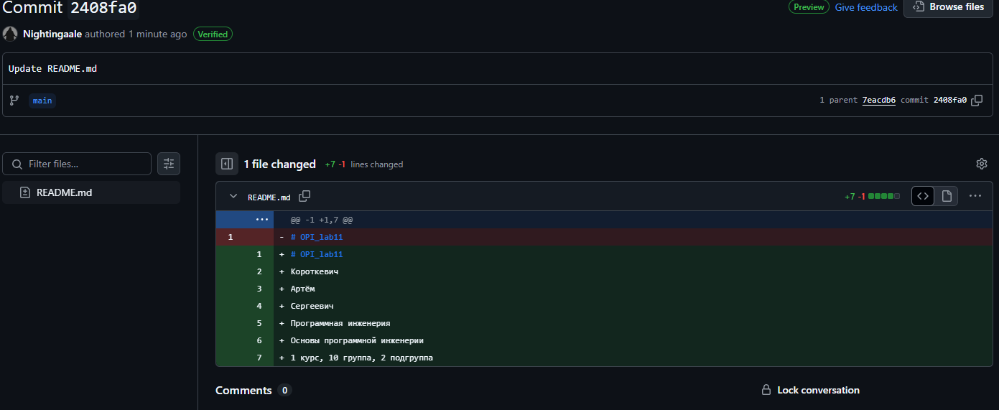 Commit 2408fa0
Preview Give feedback Browse files
Nightingaale authored 1 minute ago Verified
Update README.md
main
1 parent 7eacdb6 commit 2408fa0
Filter files...
README.md
1 file changed +7 -1 lines changed
README.md
+7 -1
@@ -1 +1,7 @@
1 - # OPI_lab11
1 + # OPI_lab11
2 + Короткевич
3 + Артём
4 + Сергеевич
5 + Программная инженерия
6 + Основы программной инженерии
7 + 1 курс, 10 группа, 2 подгруппа
Comments 0
Lock conversation